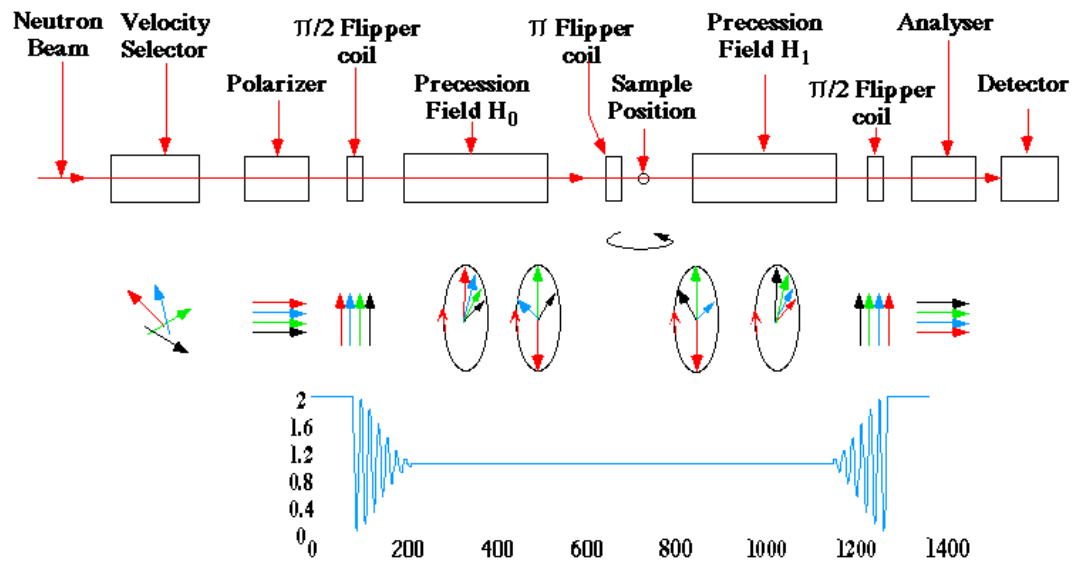 Neutron
Beam
Velocity
Selector
Polarizer
π/2 Flipper
coil
Precession
Field H₀
π Flipper
coil
Sample
Position
Precession
Field H₁
π/2 Flipper
coil
Analyser
Detector
2
1.6
1.2
0.8
0.4
0
0 200 400 600 800 1000 1200 1400